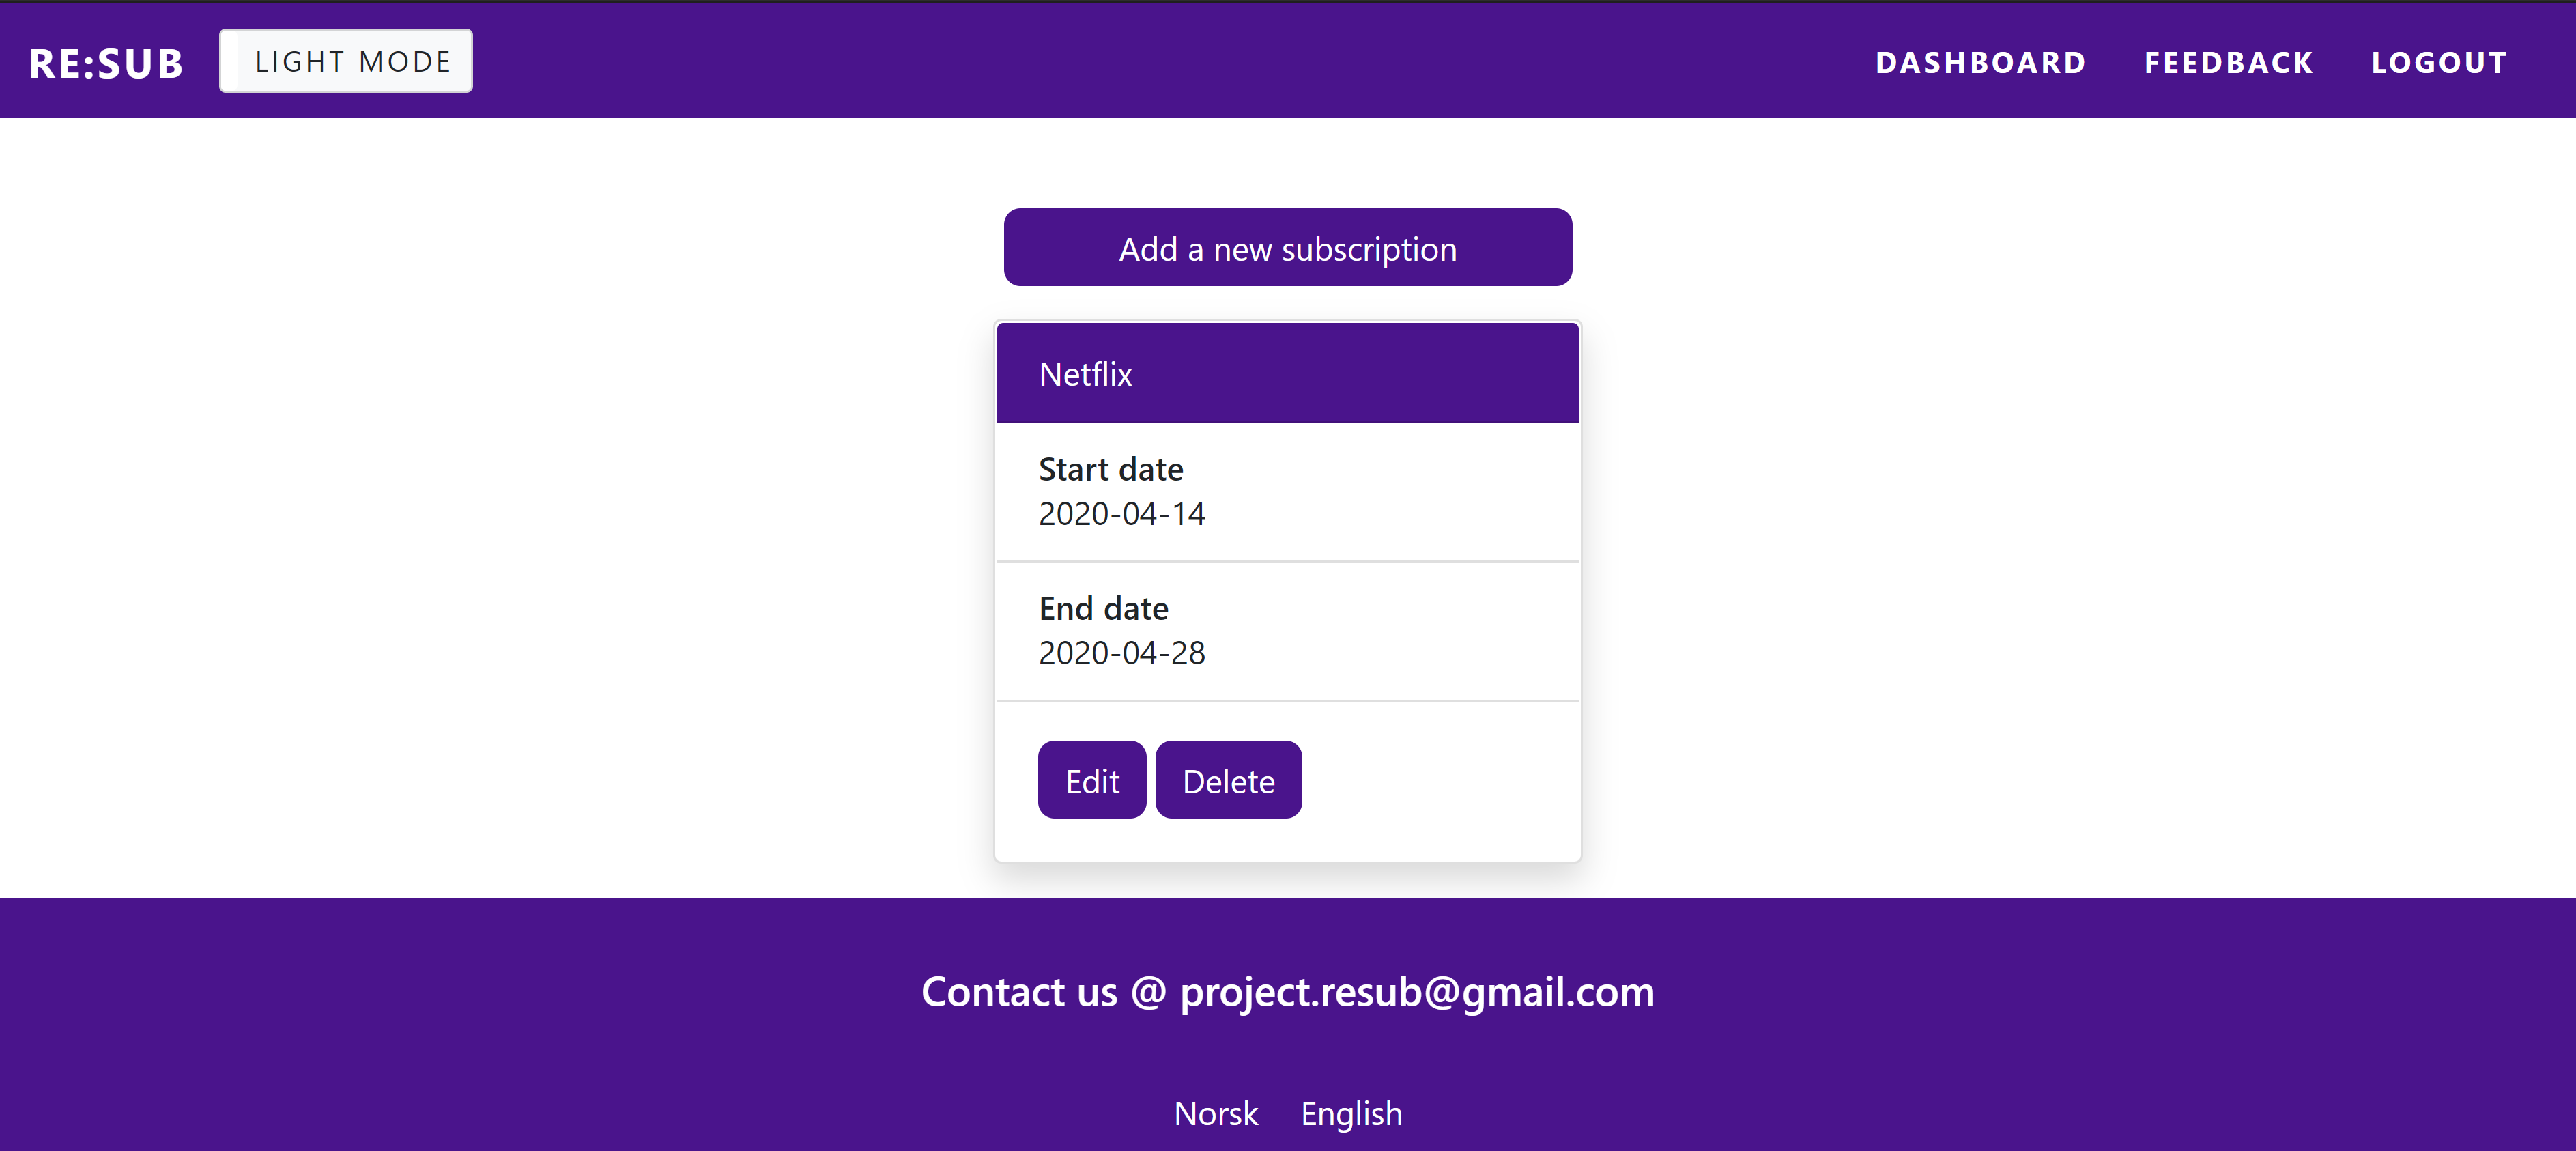 RE:SUB
LIGHT MODE
DASHBOARD FEEDBACK LOGOUT
Add a new subscription
Netflix
Start date
2020-04-14
End date
2020-04-28
Edit Delete
Contact us @ project.resub@gmail.com
Norsk English